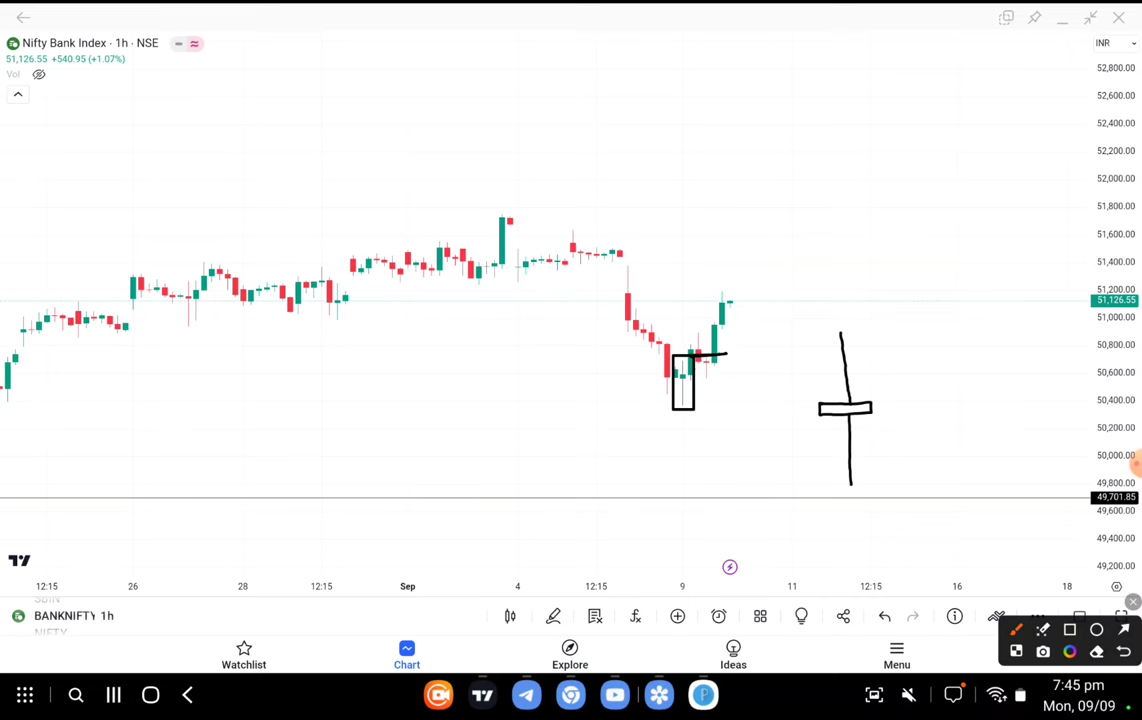 Nifty Bank Index · 1h · NSE
INR
51,126.55 +540.95 (+1.07%)
Vol
52,800.00
52,600.00
52,400.00
52,200.00
52,000.00
51,800.00
51,600.00
51,400.00
51,200.00
51,126.55
51,000.00
50,800.00
50,600.00
50,400.00
50,200.00
50,000.00
49,800.00
49,701.85
49,600.00
49,400.00
49,200.00
12:15 26 28 12:15 Sep 4 12:15 9 11 12:15 16 18
BANKNIFTY 1h
Watchlist Chart Explore Ideas Menu
7:45 pm
Mon, 09/09